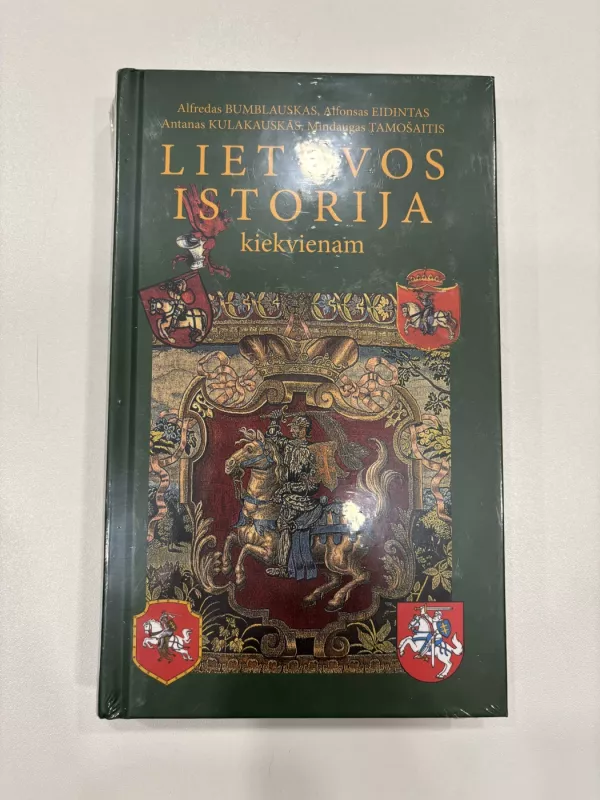 Alfredas BUMBLAUSKAS, Alfonsas EIDINTAS
Antanas KULAKAUSKAS, Mindaugas TAMOŠAITIS
LIETUVOS
ISTORIJA
kiekvienam